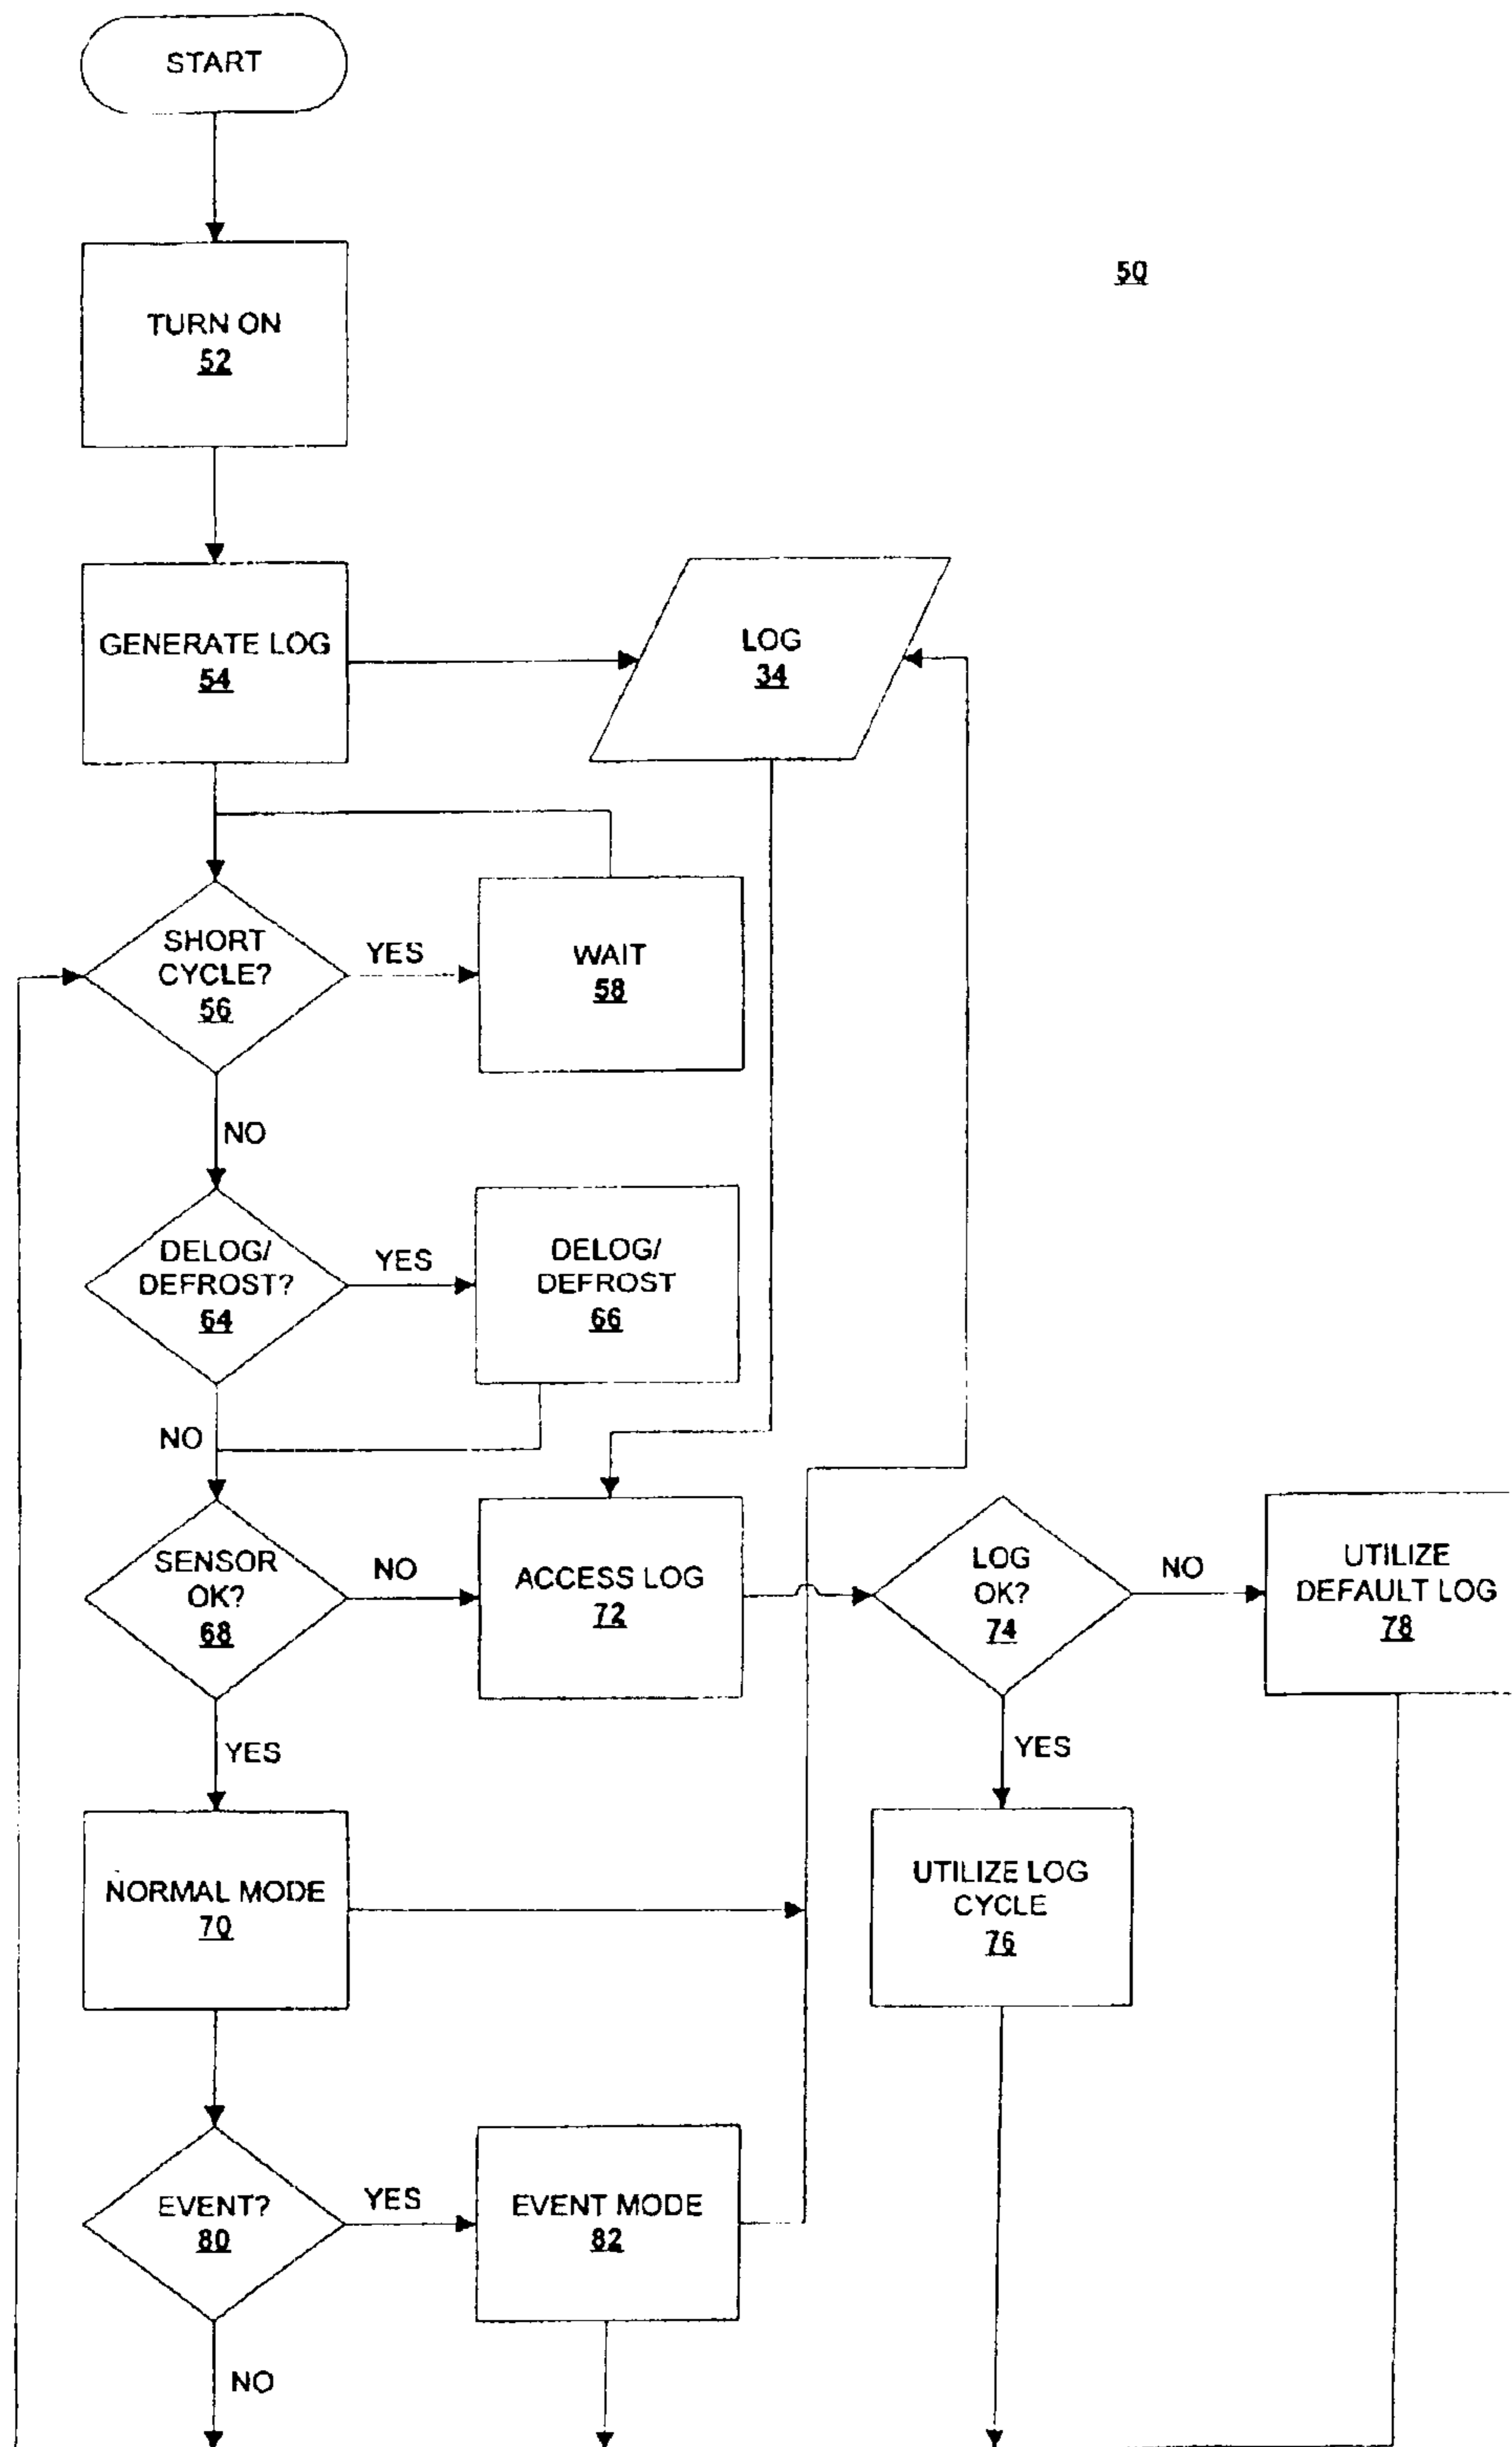 START
TURN ON
52
50
GENERATE LOG
54
LOG
34
SHORT
CYCLE?
56
YES
WAIT
58
NO
DELOG/
DEFROST?
64
YES
DELOG/
DEFROST
66
NO
SENSOR
OK?
68
NO
ACCESS LOG
72
LOG
OK?
74
NO
UTILIZE
DEFAULT LOG
78
YES
YES
NORMAL MODE
70
UTILIZE LOG
CYCLE
76
EVENT?
80
YES
EVENT MODE
82
NO